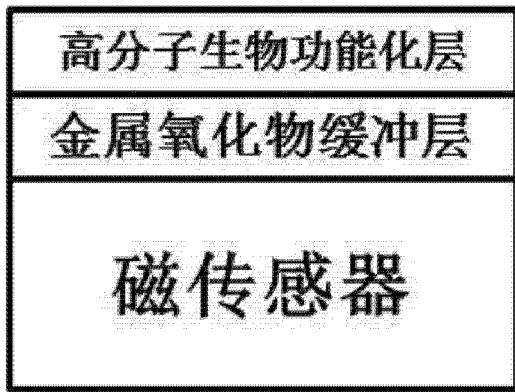 高分子生物功能化层
金属氧化物缓冲层
磁传感器